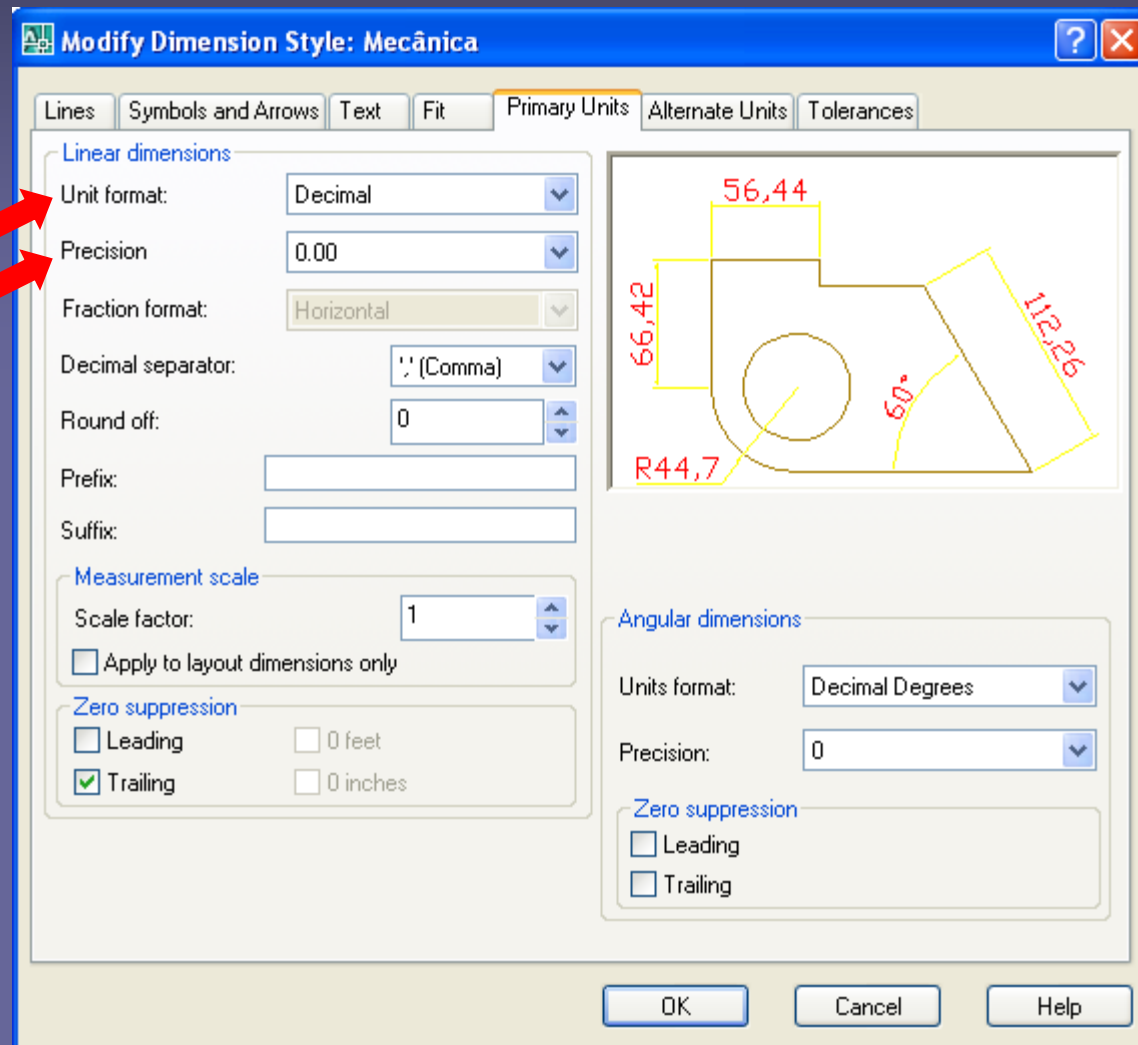 Modify Dimension Style: Mecânica
Lines Symbols and Arrows Text Fit Primary Units Alternate Units Tolerances
Linear dimensions
Unit format: Decimal
Precision 0.00
Fraction format: Horizontal
Decimal separator: ',' (Comma)
Round off: 0
Prefix:
Suffix:
Measurement scale
Scale factor: 1
Apply to layout dimensions only
Zero suppression
Leading 0 feet
Trailing 0 inches
56,44
66,42
112,26
60°
R44,7
Angular dimensions
Units format: Decimal Degrees
Precision: 0
Zero suppression
Leading
Trailing
OK Cancel Help